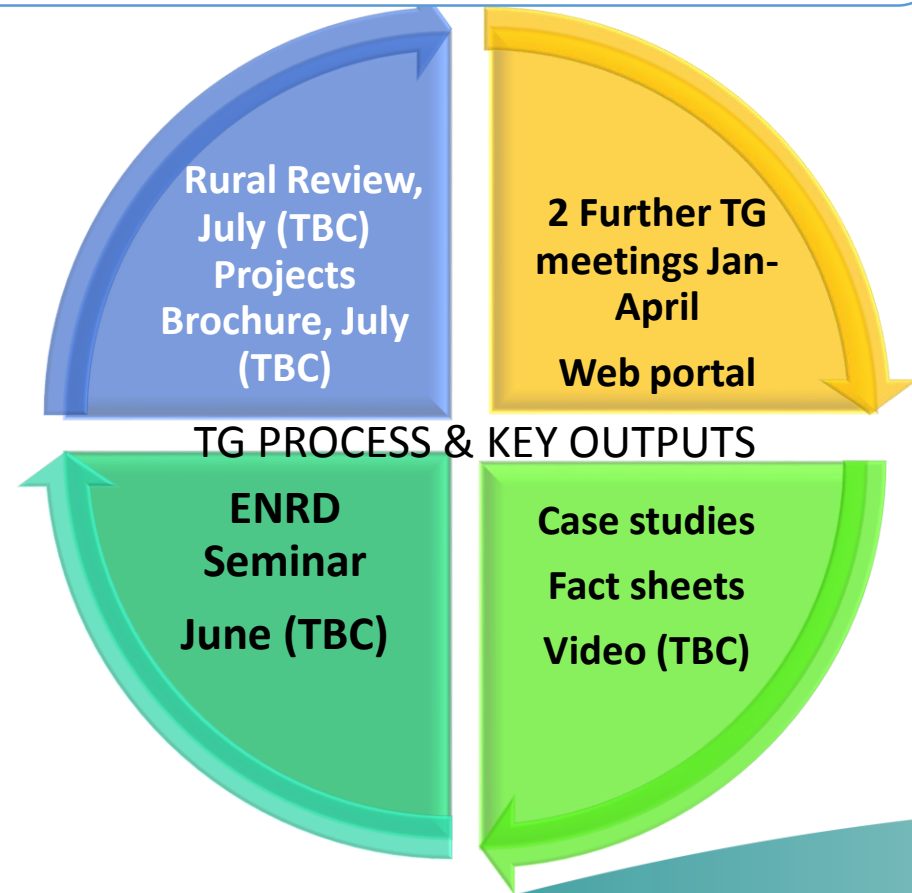 Rural Review,
July (TBC)
Projects
Brochure, July
(TBC)
2 Further TG
meetings Jan-
April
Web portal
TG PROCESS & KEY OUTPUTS
ENRD
Seminar
June (TBC)
Case studies
Fact sheets
Video (TBC)